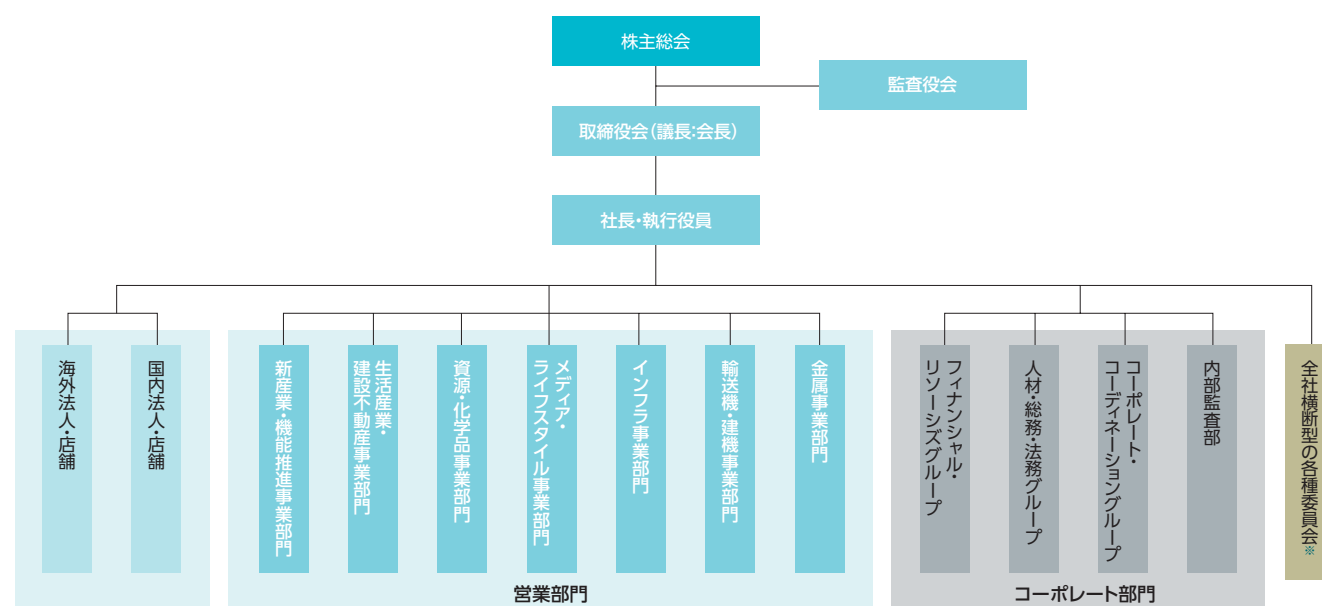 株主総会
監査役会
取締役会(議長:会長)
社長・執行役員
海外法人・店舗
国内法人・店舗
新産業・機能推進事業部門
生活産業・
建設不動産事業部門
資源・化学品事業部門
メディア・
ライフスタイル事業部門
インフラ事業部門
輸送機・建機事業部門
金属事業部門
フィナンシャル・
リソーシズグループ
人材・総務・法務グループ
コーポレート・
コーディネーショングループ
内部監査部
全社横断型の各種委員会※
営業部門
コーポレート部門